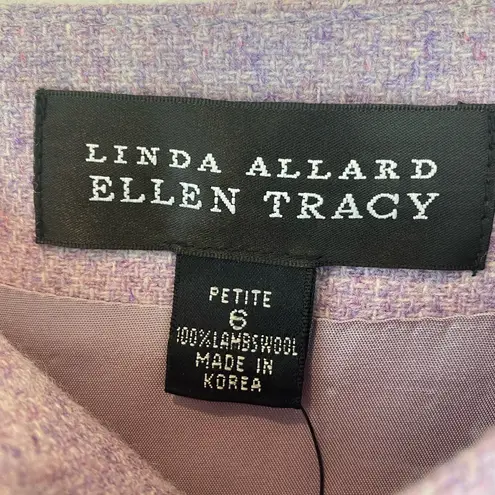 LINDA ALLARD
ELLEN TRACY
PETITE
6
100% LAMBSWOOL
MADE IN
KOREA